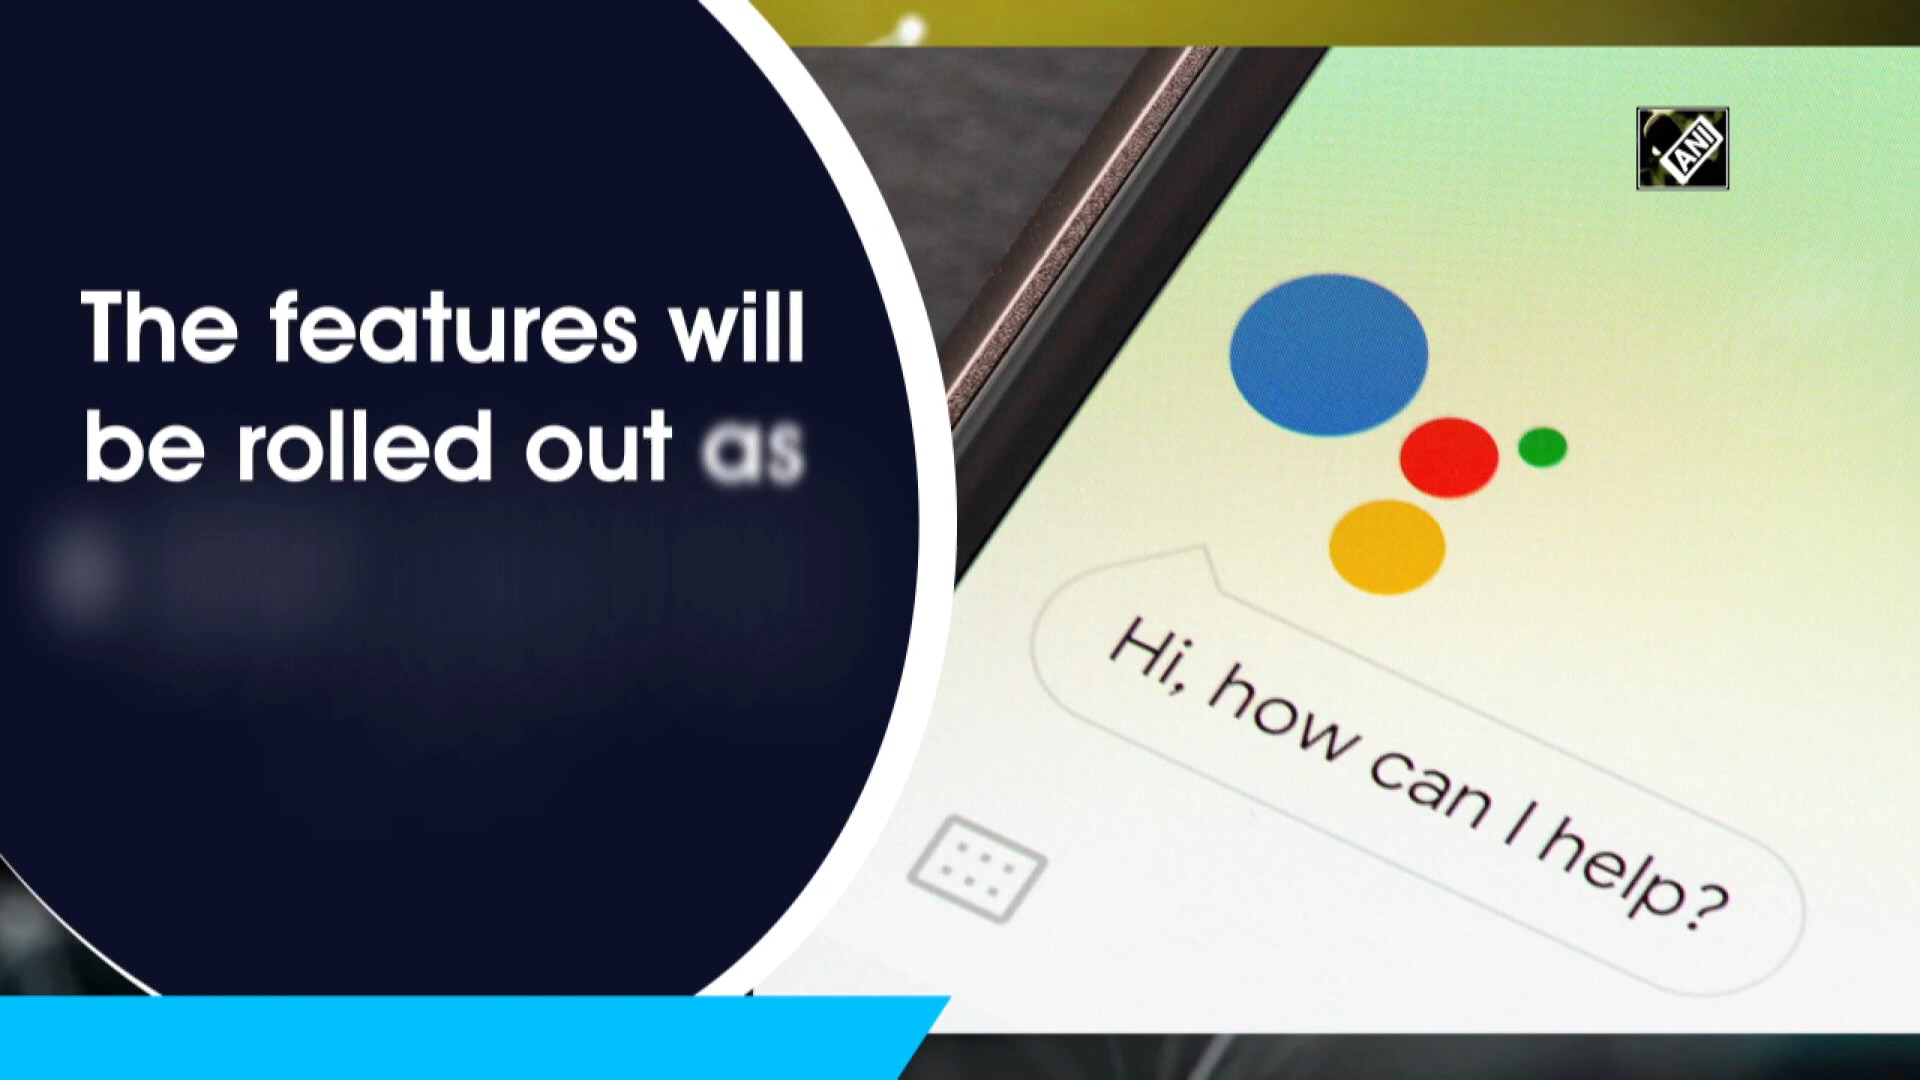 The features will
be rolled out as
ANI
Hi, how can I help?